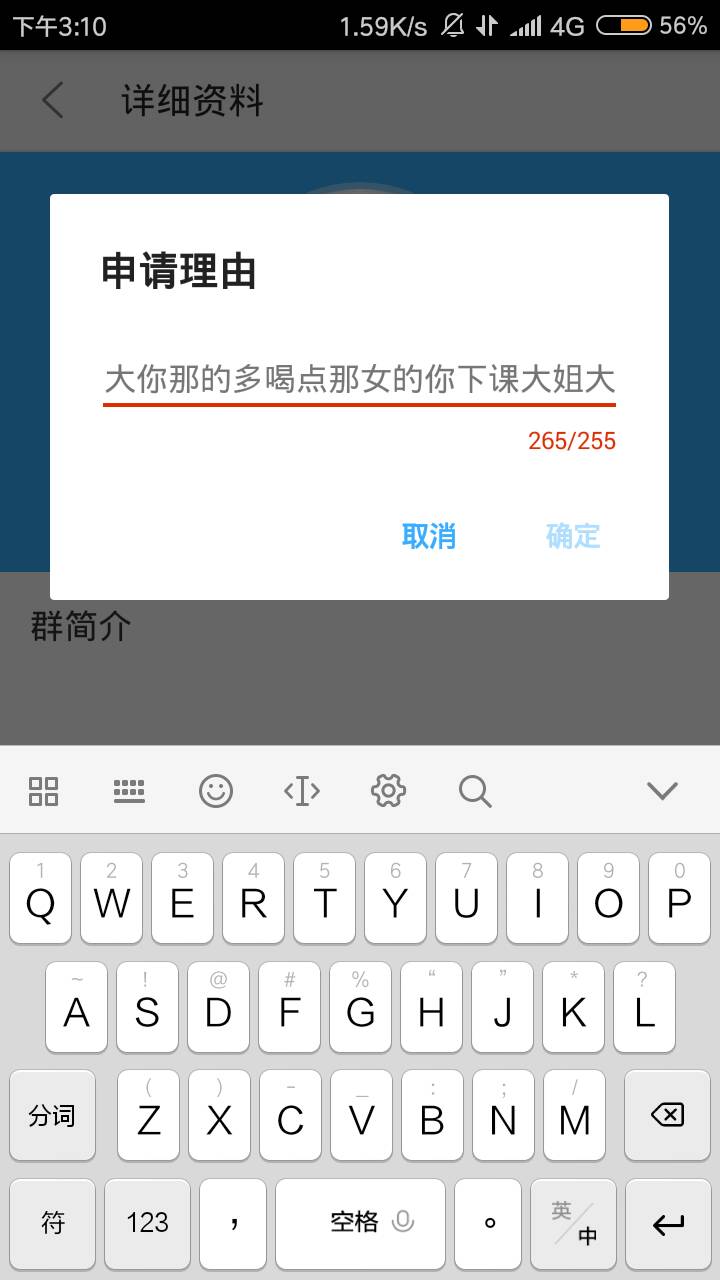 下午3:10 1.59K/s 4G 56%
详细资料
申请理由
大你那的多喝点那女的你下课大姐大
265/255
取消 确定
群简介
1 2 3 4 5 6 7 8 9 0
Q W E R T Y U I O P
~ ! @ # % “ ” * ?
A S D F G H J K L
( ) - _ : ; /
分词 Z X C V B N M
符 123 , 空格 。 英/中